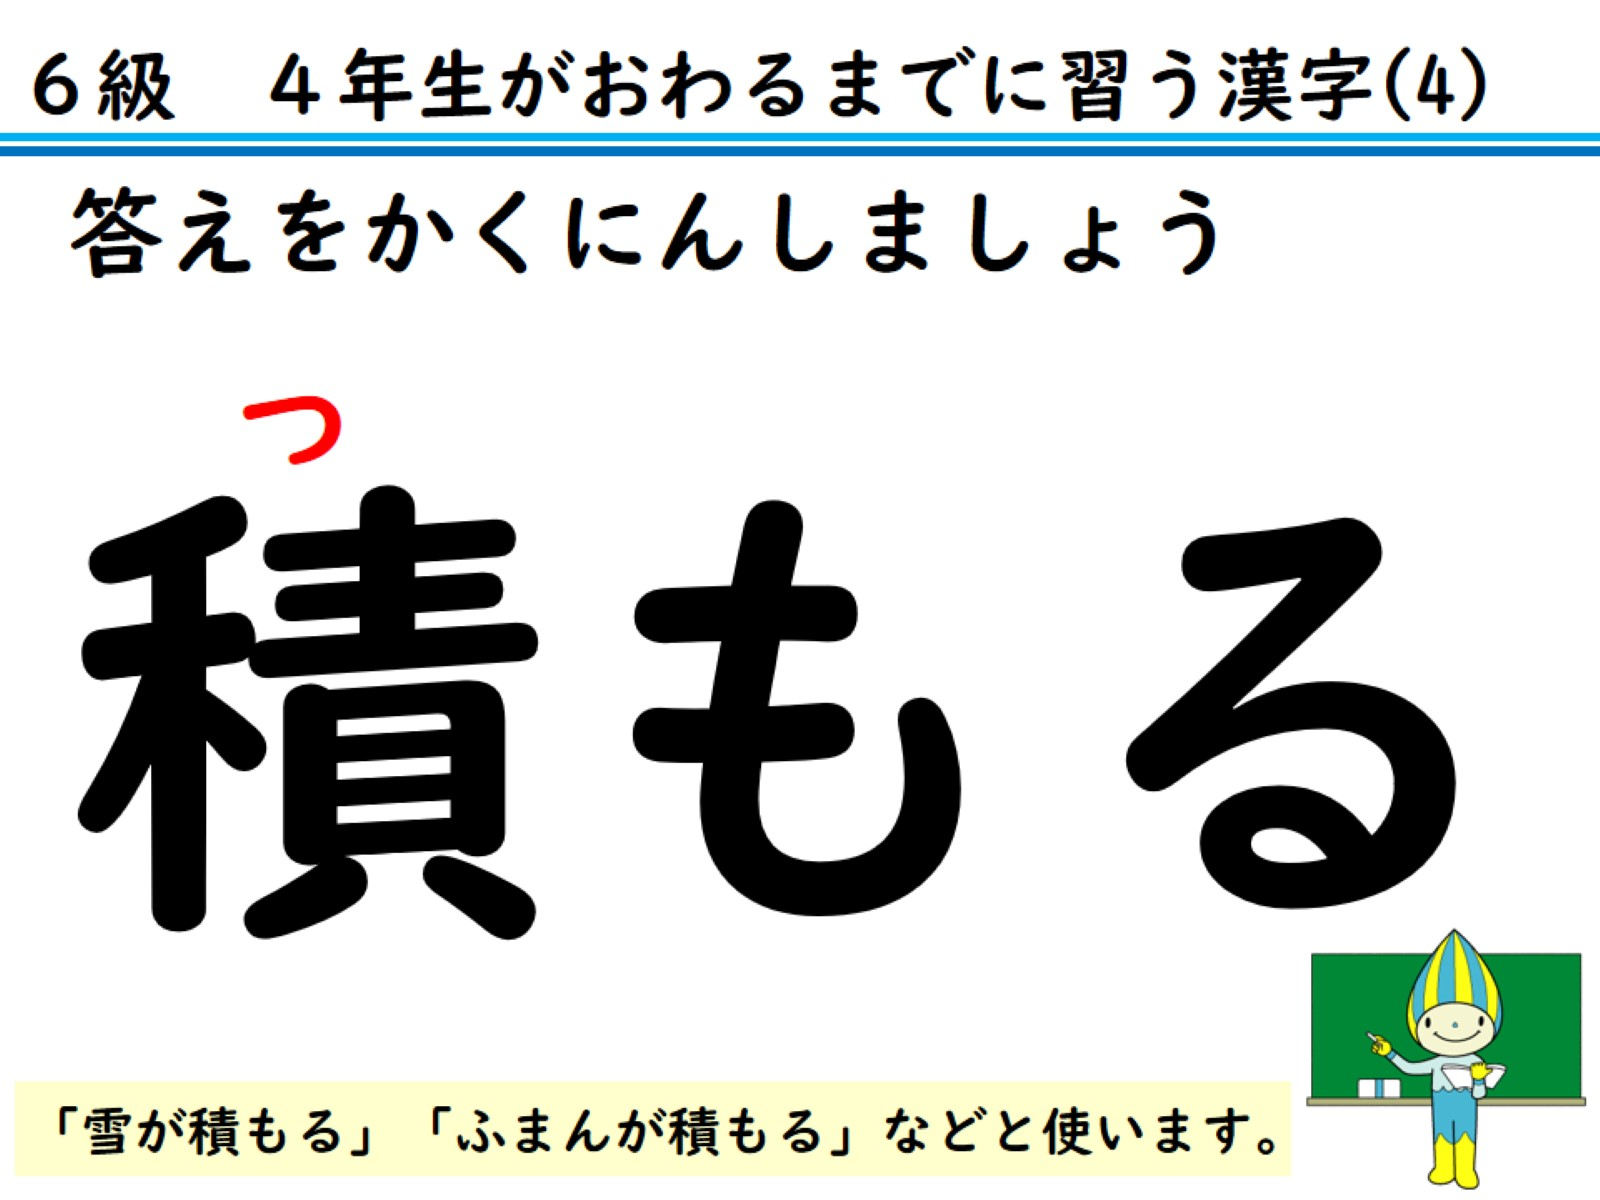 ６級　４年生がおわるまでに習う漢字(4)
答えをかくにんしましょう
つ
積もる
「雪が積もる」「ふまんが積もる」などと使います。